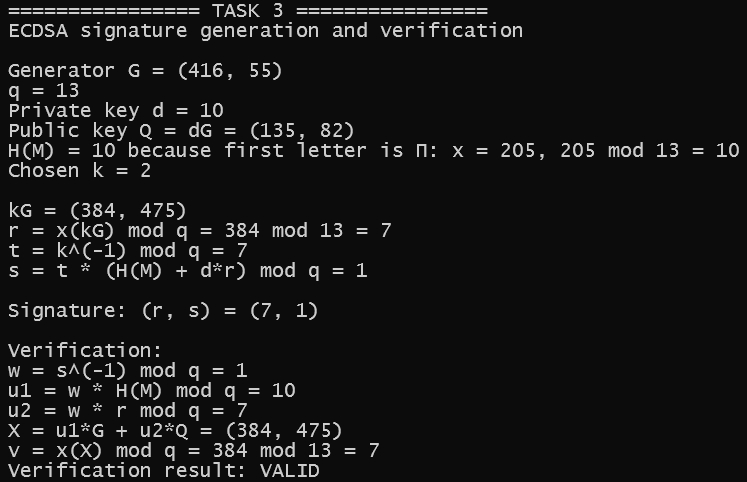 ================ TASK 3 ================
ECDSA signature generation and verification
Generator G = (416, 55)
q = 13
Private key d = 10
Public key Q = dG = (135, 82)
H(M) = 10 because first letter is П: x = 205, 205 mod 13 = 10
Chosen k = 2
kG = (384, 475)
r = x(kG) mod q = 384 mod 13 = 7
t = k^(-1) mod q = 7
s = t * (H(M) + d*r) mod q = 1
Signature: (r, s) = (7, 1)
Verification:
w = s^(-1) mod q = 1
u1 = w * H(M) mod q = 10
u2 = w * r mod q = 7
X = u1*G + u2*Q = (384, 475)
v = x(X) mod q = 384 mod 13 = 7
Verification result: VALID